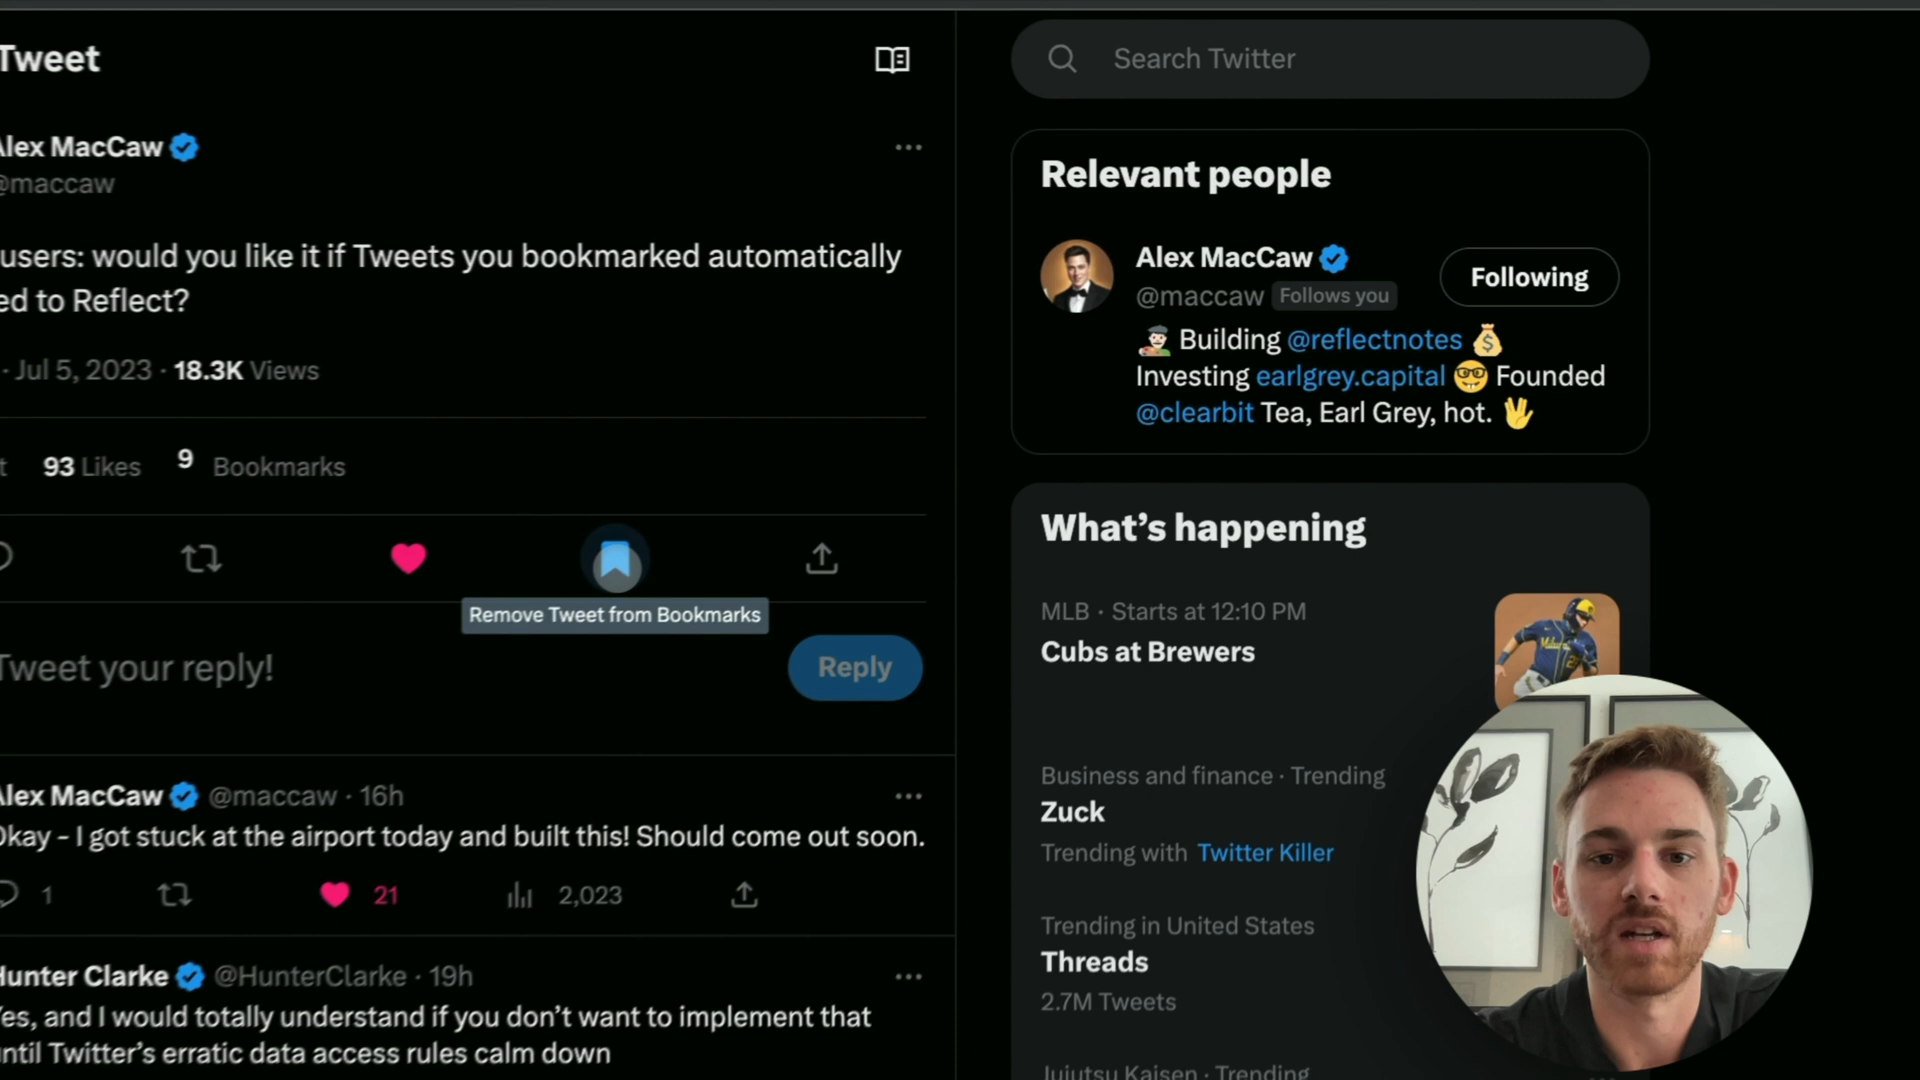 Tweet
Search Twitter
Alex MacCaw
@maccaw
users: would you like it if Tweets you bookmarked automatically
ed to Reflect?
· Jul 5, 2023 · 18.3K Views
t 93 Likes 9 Bookmarks
Remove Tweet from Bookmarks
Tweet your reply!
Reply
Alex MacCaw @maccaw · 16h
Okay – I got stuck at the airport today and built this! Should come out soon.
1 21 2,023
Hunter Clarke @HunterClarke · 19h
Yes, and I would totally understand if you don’t want to implement that
until Twitter’s erratic data access rules calm down
Relevant people
Alex MacCaw
@maccaw Follows you
Following
Building @reflectnotes
Investing earlgrey.capital Founded
@clearbit Tea, Earl Grey, hot.
What’s happening
MLB · Starts at 12:10 PM
Cubs at Brewers
Business and finance · Trending
Zuck
Trending with Twitter Killer
Trending in United States
Threads
2.7M Tweets
Jujutsu Kaisen · Trending